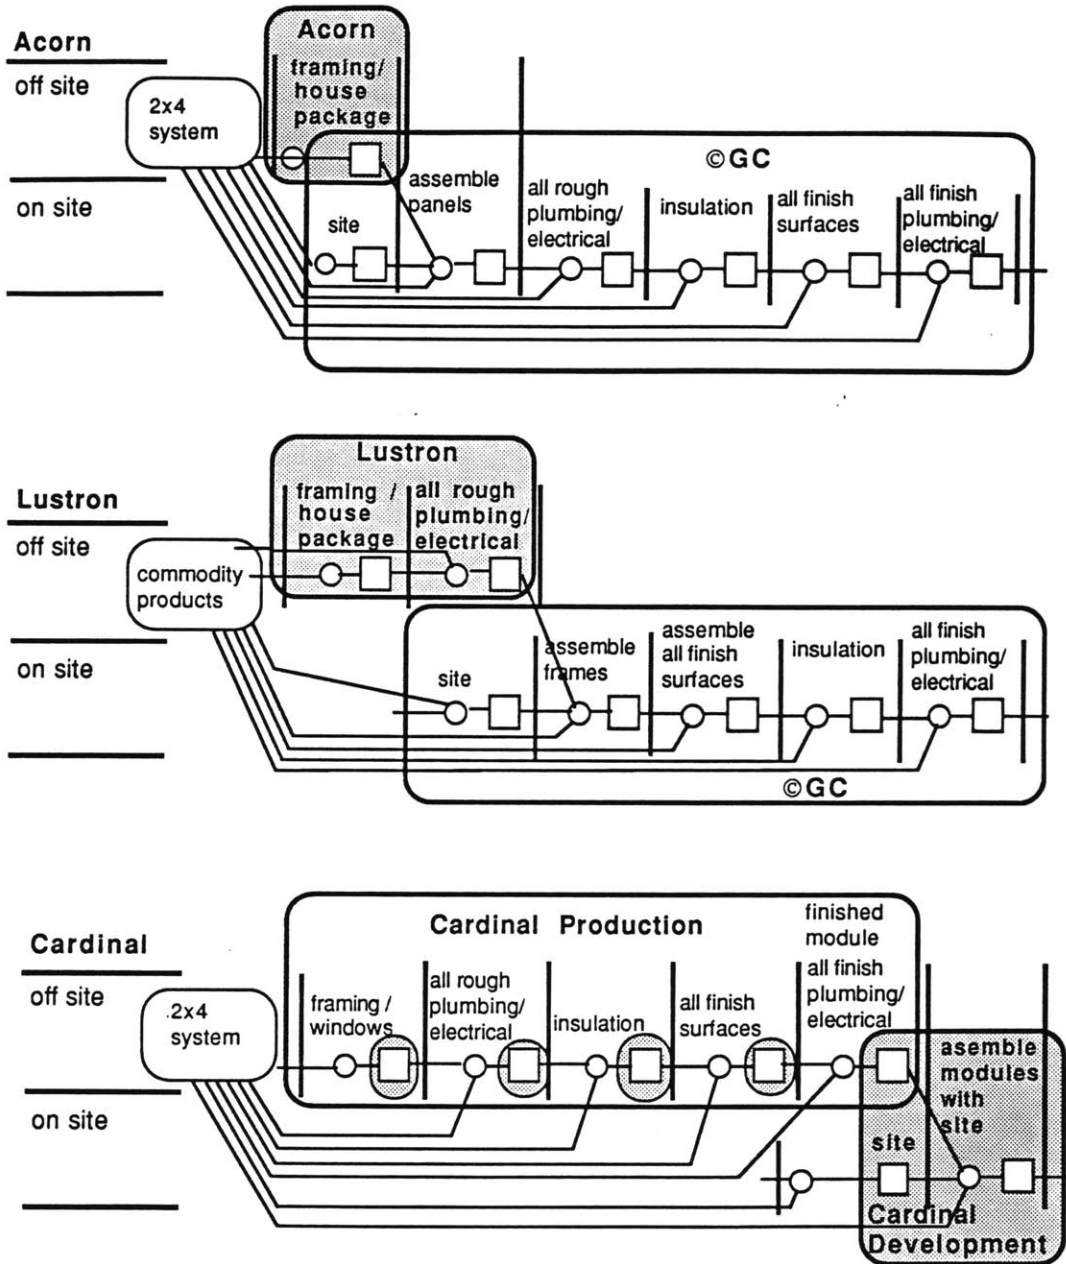 Acorn
off site
on site
2x4
system
Acorn
framing/
house
package
©GC
site
assemble
panels
all rough
plumbing/
electrical
insulation
all finish
surfaces
all finish
plumbing/
electrical
Lustron
off site
on site
commodity
products
Lustron
framing /
house
package
all rough
plumbing/
electrical
site
assemble
frames
assemble
all finish
surfaces
insulation
all finish
plumbing/
electrical
©GC
Cardinal
off site
on site
.2x4
system
Cardinal Production
framing /
windows
all rough
plumbing/
electrical
insulation
all finish
surfaces
finished
module
all finish
plumbing/
electrical
asemble
modules
with
site
site
Cardinal
Development